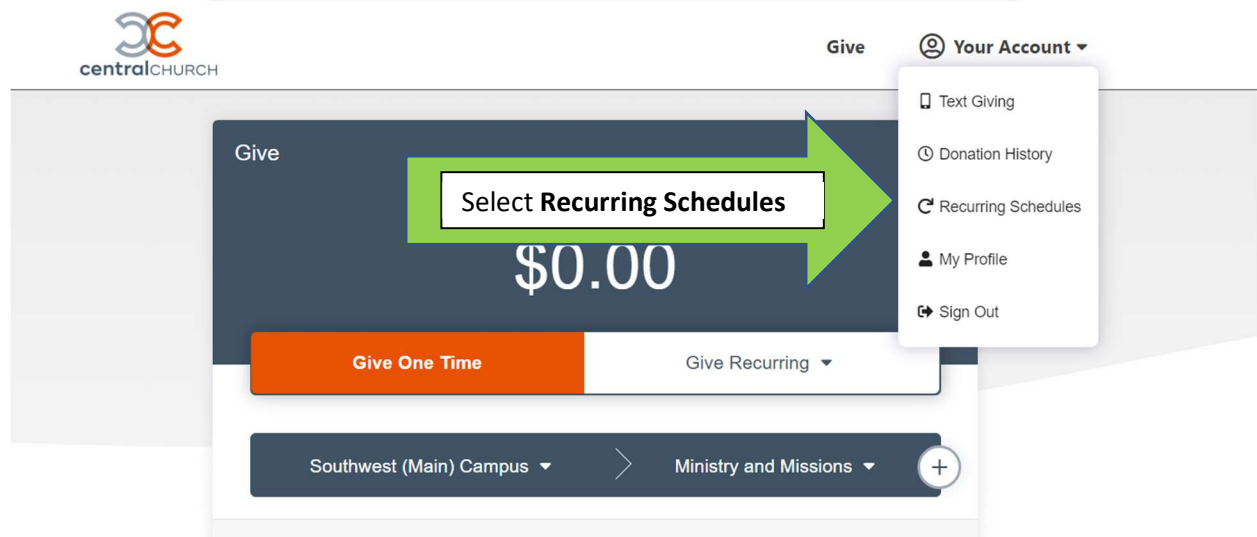 centralCHURCH
Give
Your Account
Text Giving
Donation History
Recurring Schedules
My Profile
Sign Out
Give
Select Recurring Schedules
$0.00
Give One Time
Give Recurring
Southwest (Main) Campus
Ministry and Missions
+